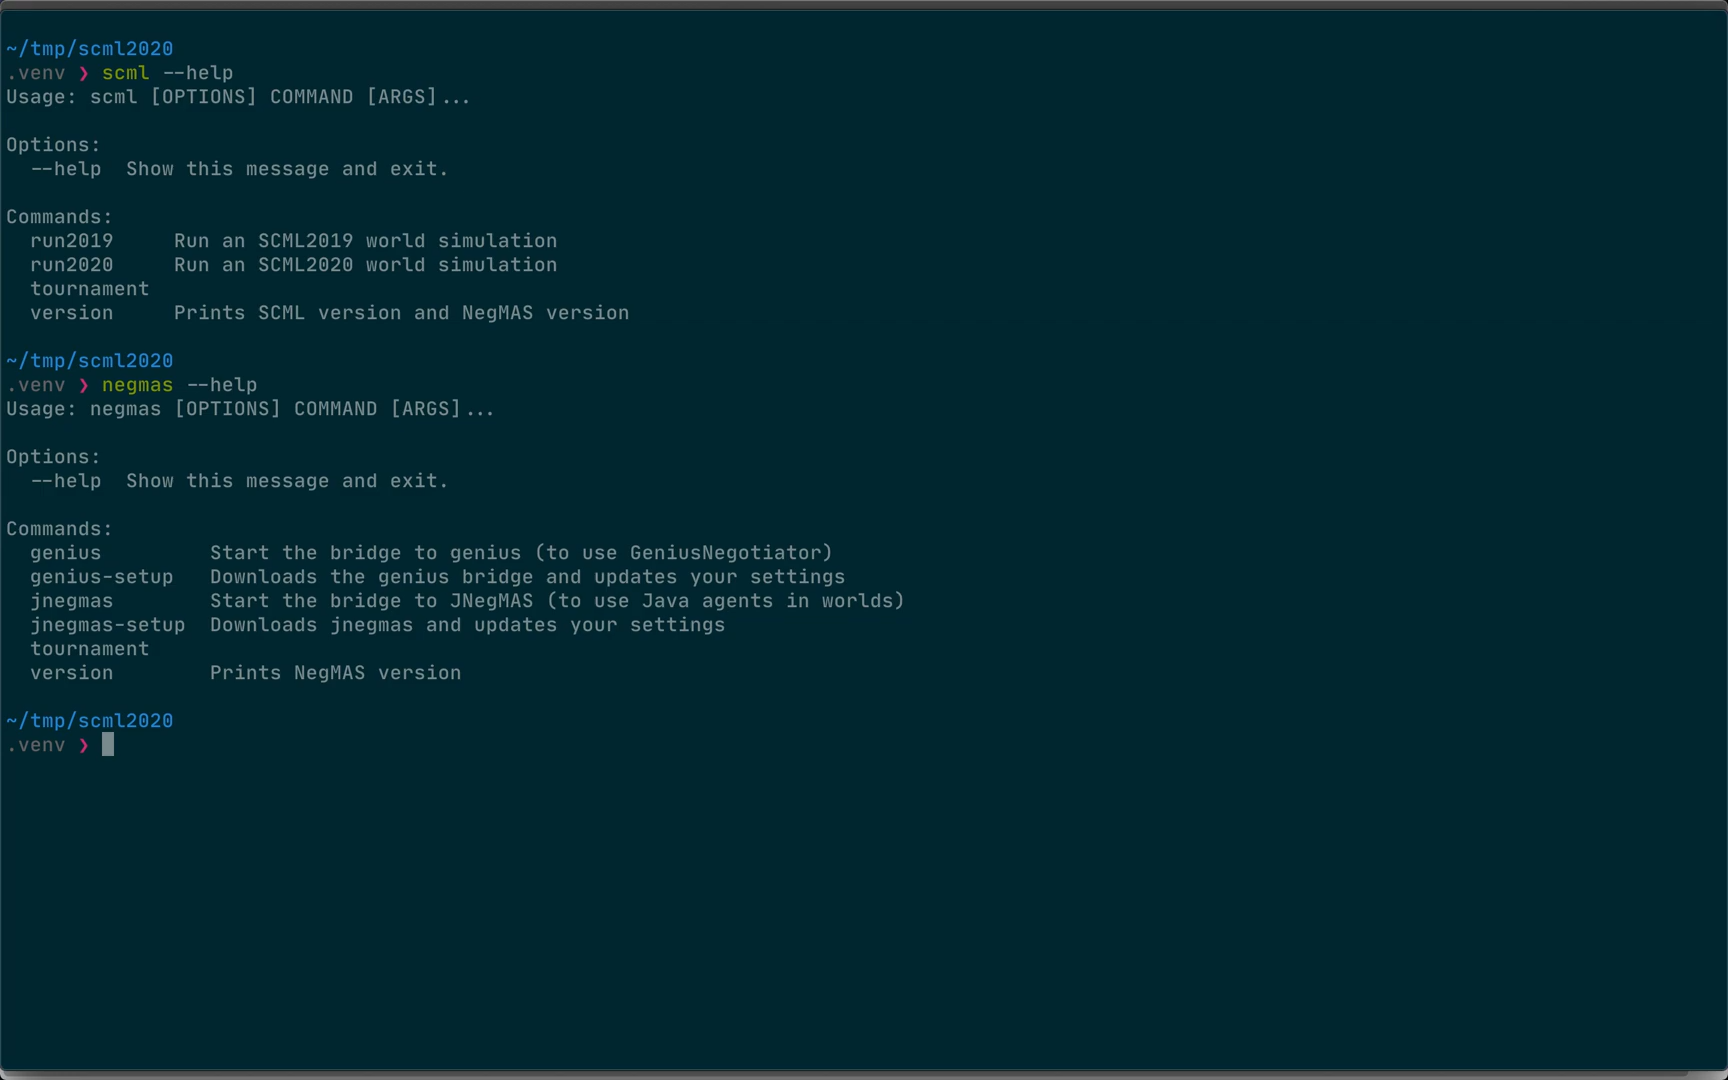 ~/tmp/scml2020
.venv ❯ scml --help
Usage: scml [OPTIONS] COMMAND [ARGS]...
Options:
  --help  Show this message and exit.
Commands:
  run2019     Run an SCML2019 world simulation
  run2020     Run an SCML2020 world simulation
  tournament
  version     Prints SCML version and NegMAS version
~/tmp/scml2020
.venv ❯ negmas --help
Usage: negmas [OPTIONS] COMMAND [ARGS]...
Options:
  --help  Show this message and exit.
Commands:
  genius         Start the bridge to genius (to use GeniusNegotiator)
  genius-setup   Downloads the genius bridge and updates your settings
  jnegmas        Start the bridge to JNegMAS (to use Java agents in worlds)
  jnegmas-setup  Downloads jnegmas and updates your settings
  tournament
  version        Prints NegMAS version
~/tmp/scml2020
.venv ❯